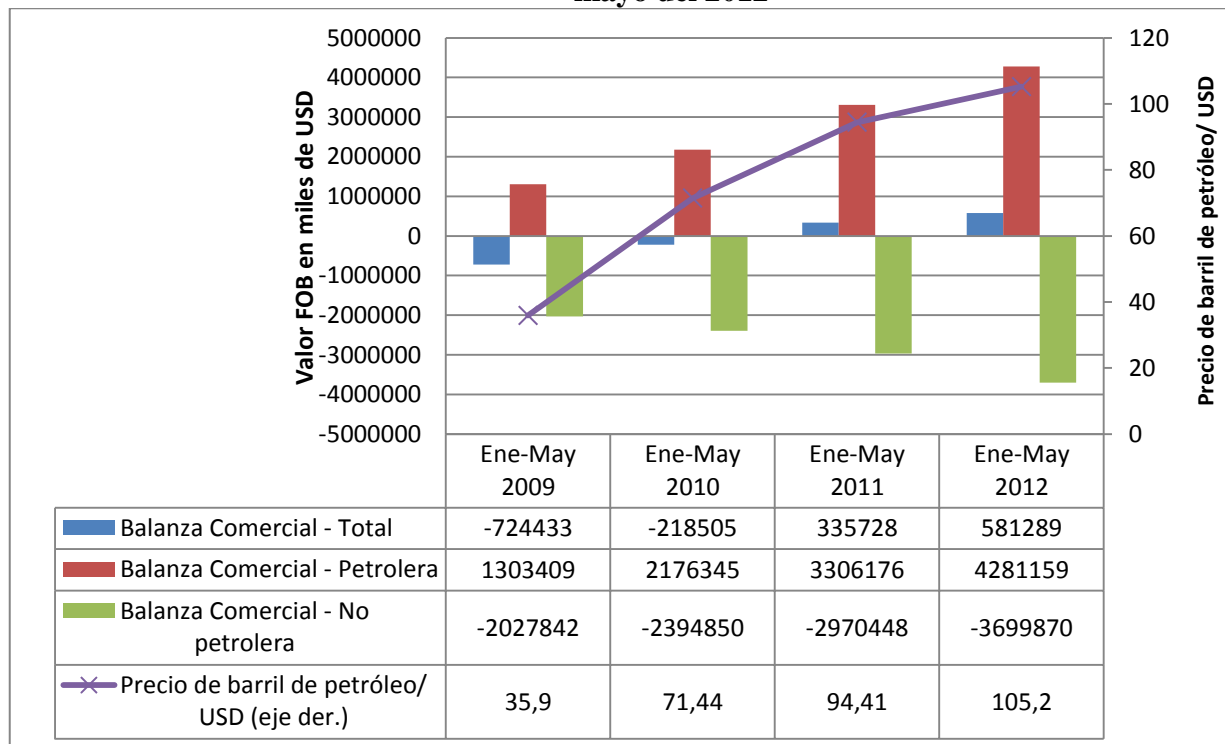 5000000
4000000
3000000
2000000
1000000
0
-1000000
-2000000
-3000000
-4000000
-5000000
Valor FOB en miles de USD
120
100
80
60
40
20
0
Precio de barril de petróleo/ USD
Ene-May 2009
Ene-May 2010
Ene-May 2011
Ene-May 2012
Balanza Comercial - Total -724433 -218505 335728 581289
Balanza Comercial - Petrolera 1303409 2176345 3306176 4281159
Balanza Comercial - No
petrolera -2027842 -2394850 -2970448 -3699870
Precio de barril de petróleo/
USD (eje der.) 35,9 71,44 94,41 105,2